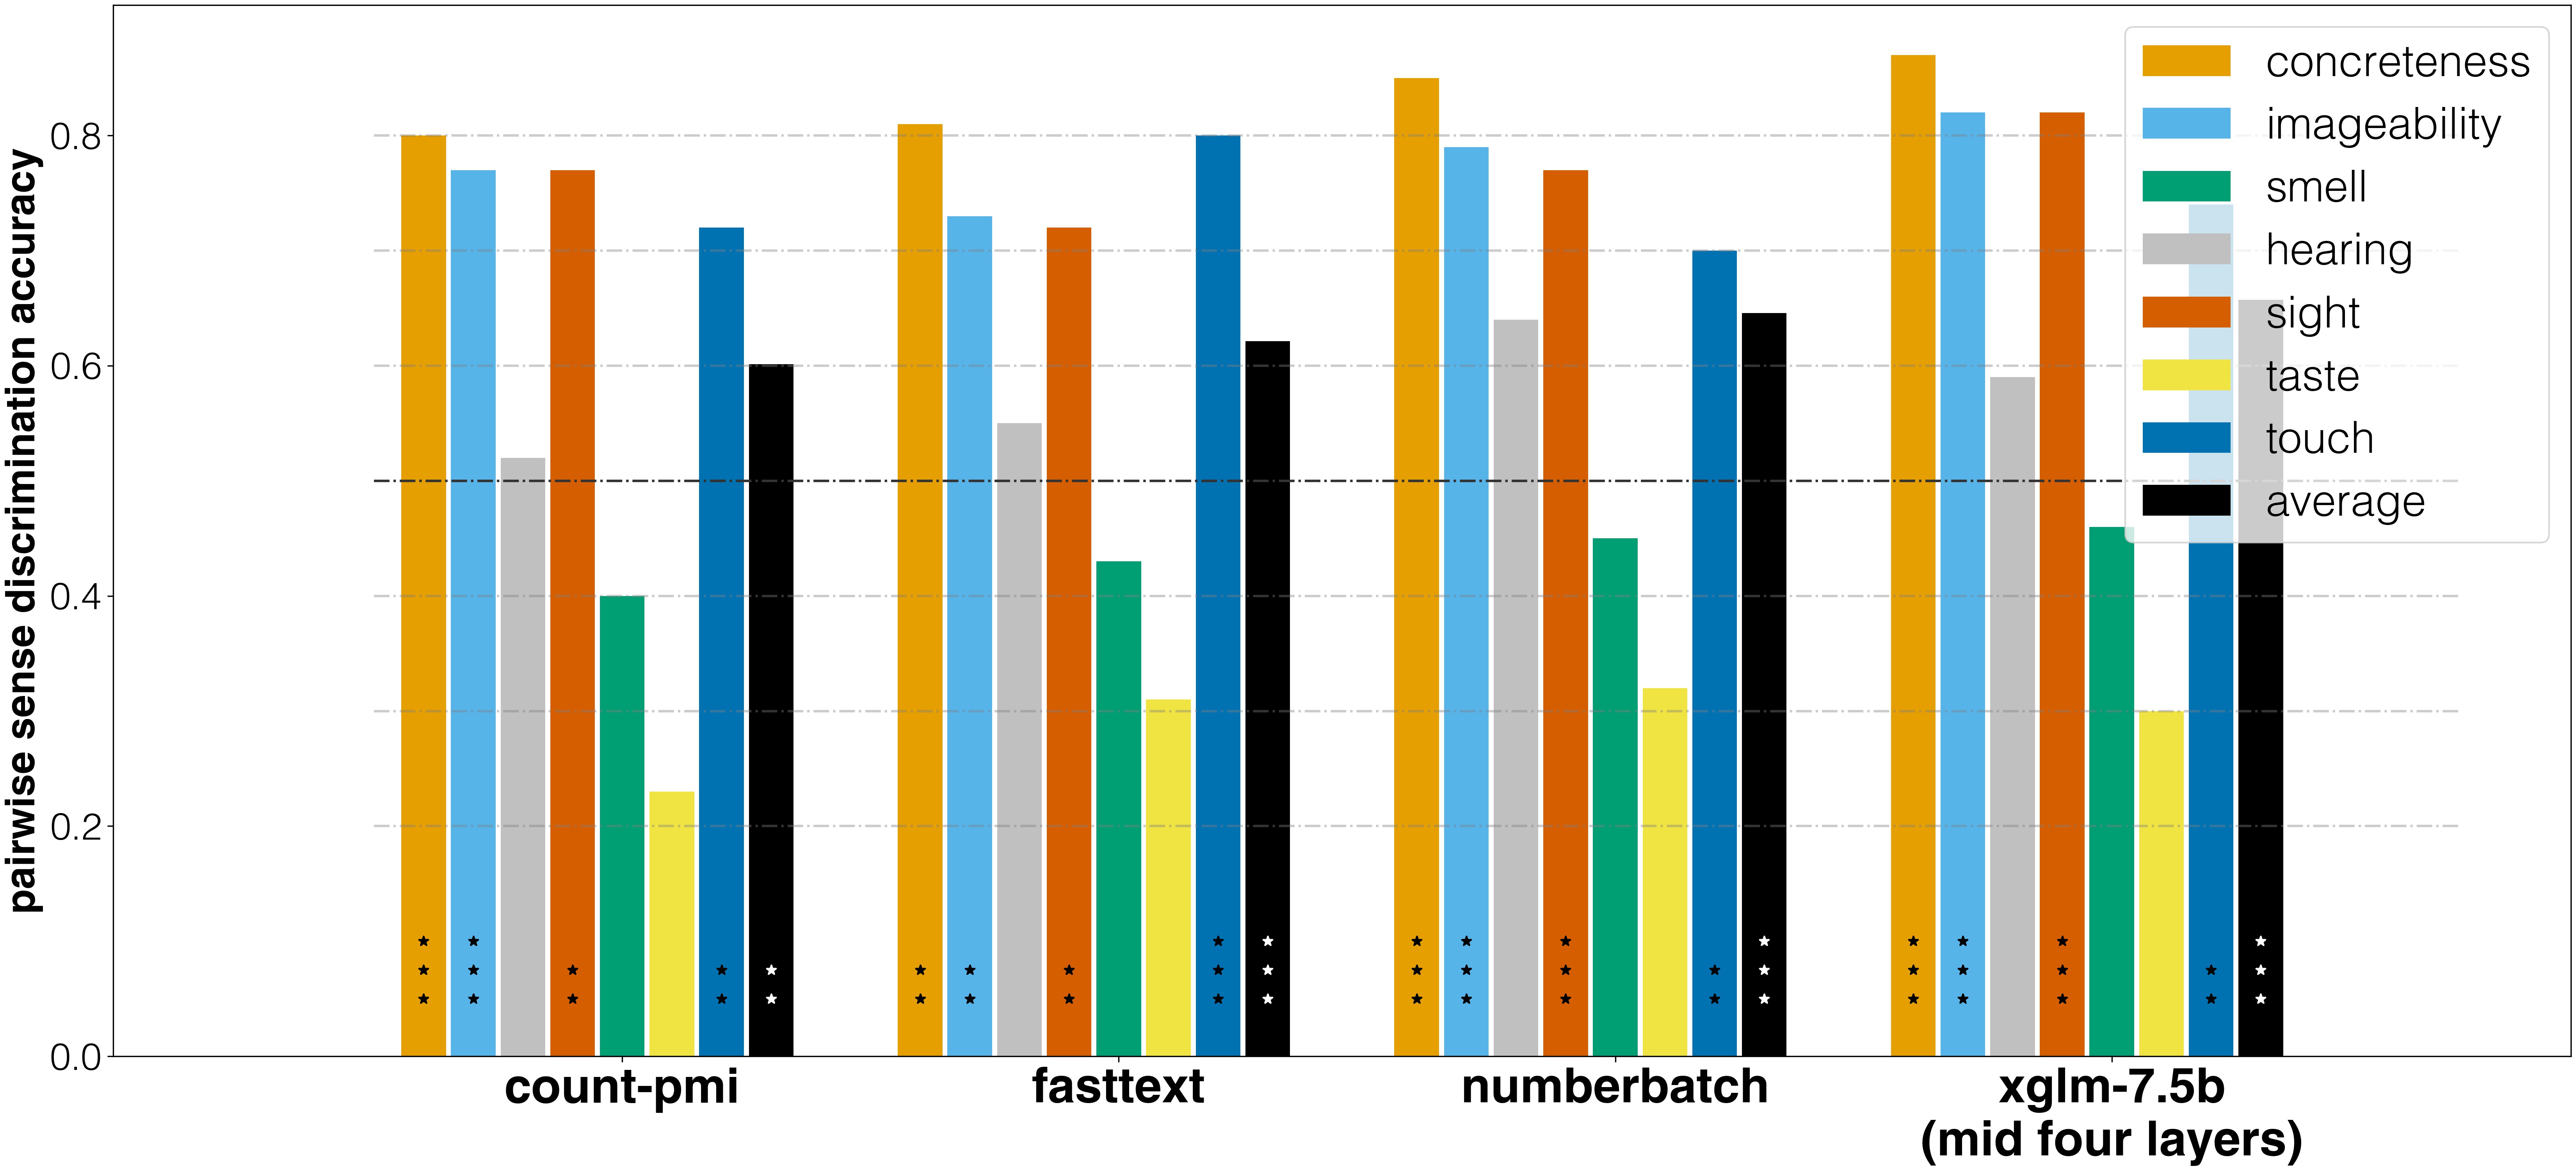 pairwise sense discrimination accuracy
0.8
0.6
0.4
0.2
0.0
concreteness
imageability
smell
hearing
sight
taste
touch
average
count-pmi
fasttext
numberbatch
xglm-7.5b
(mid four layers)